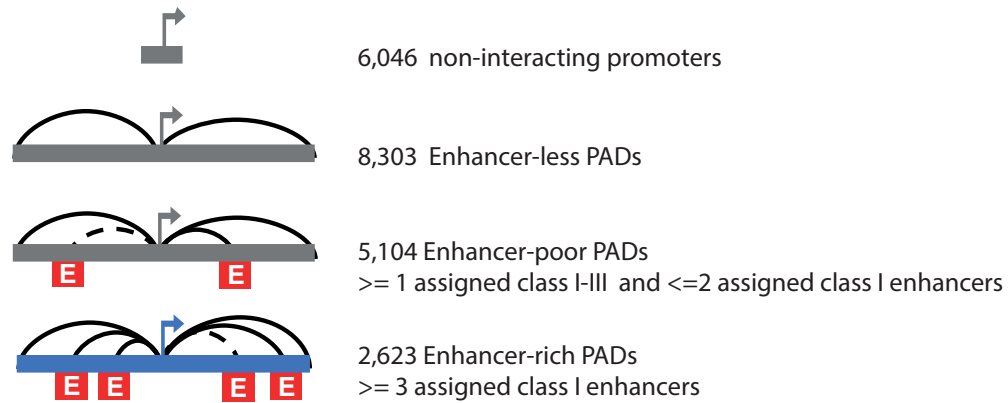 6,046 non-interacting promoters
8,303 Enhancer-less PADs
5,104 Enhancer-poor PADs
>= 1 assigned class I-III and <=2 assigned class I enhancers
E E
2,623 Enhancer-rich PADs
>= 3 assigned class I enhancers
E E E E